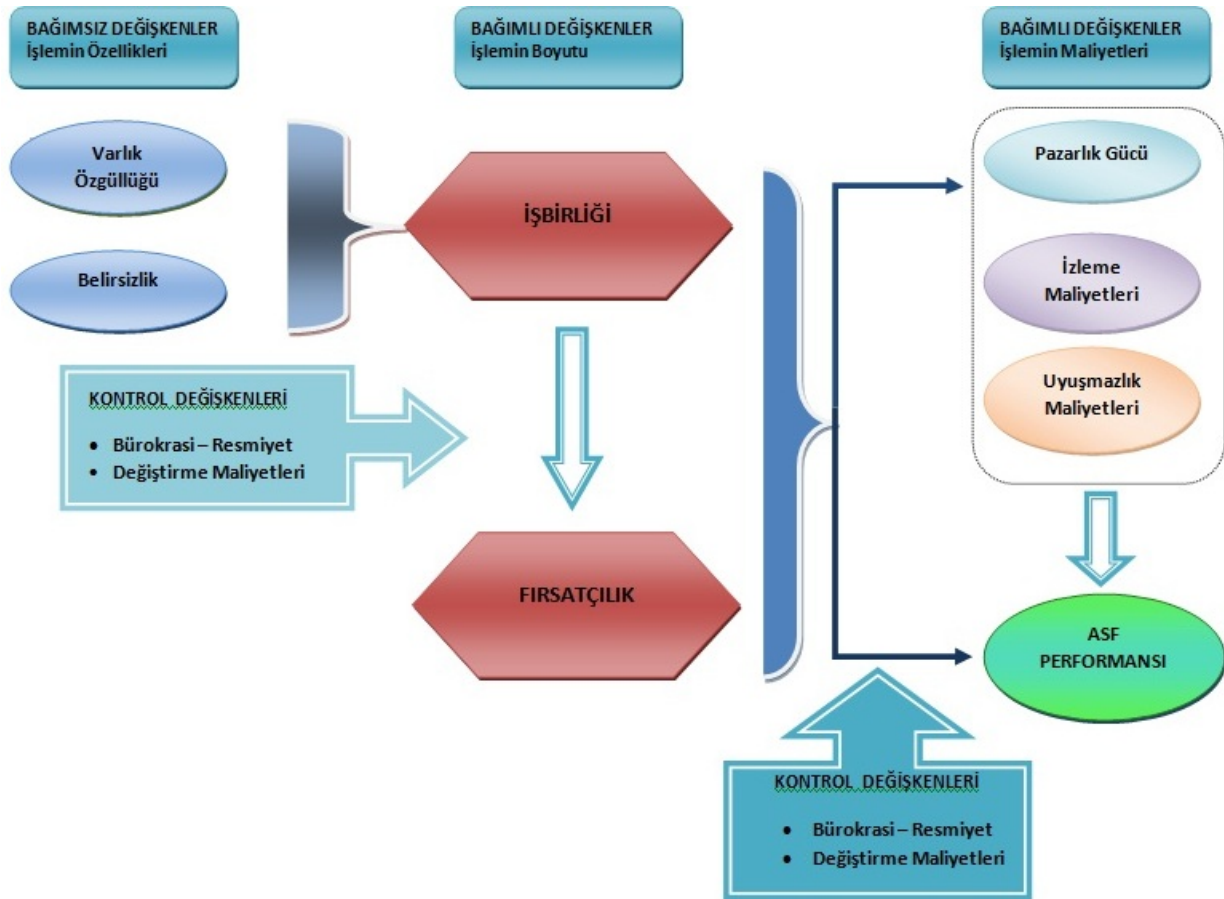 BAĞIMSIZ DEĞİŞKENLER
İşlemin Özellikleri
BAĞIMLI DEĞİŞKENLER
İşlemin Boyutu
BAĞIMLI DEĞİŞKENLER
İşlemin Maliyetleri
Varlık
Özgüllüğü
Belirsizlik
İŞBİRLİĞİ
Pazarlık Gücü
İzleme
Maliyetleri
Uyuşmazlık
Maliyetleri
KONTROL DEĞİŞKENLERİ
• Bürokrasi – Resmiyet
• Değiştirme Maliyetleri
FIRSATÇILIK
ASF
PERFORMANSI
KONTROL DEĞİŞKENLERİ
• Bürokrasi – Resmiyet
• Değiştirme Maliyetleri